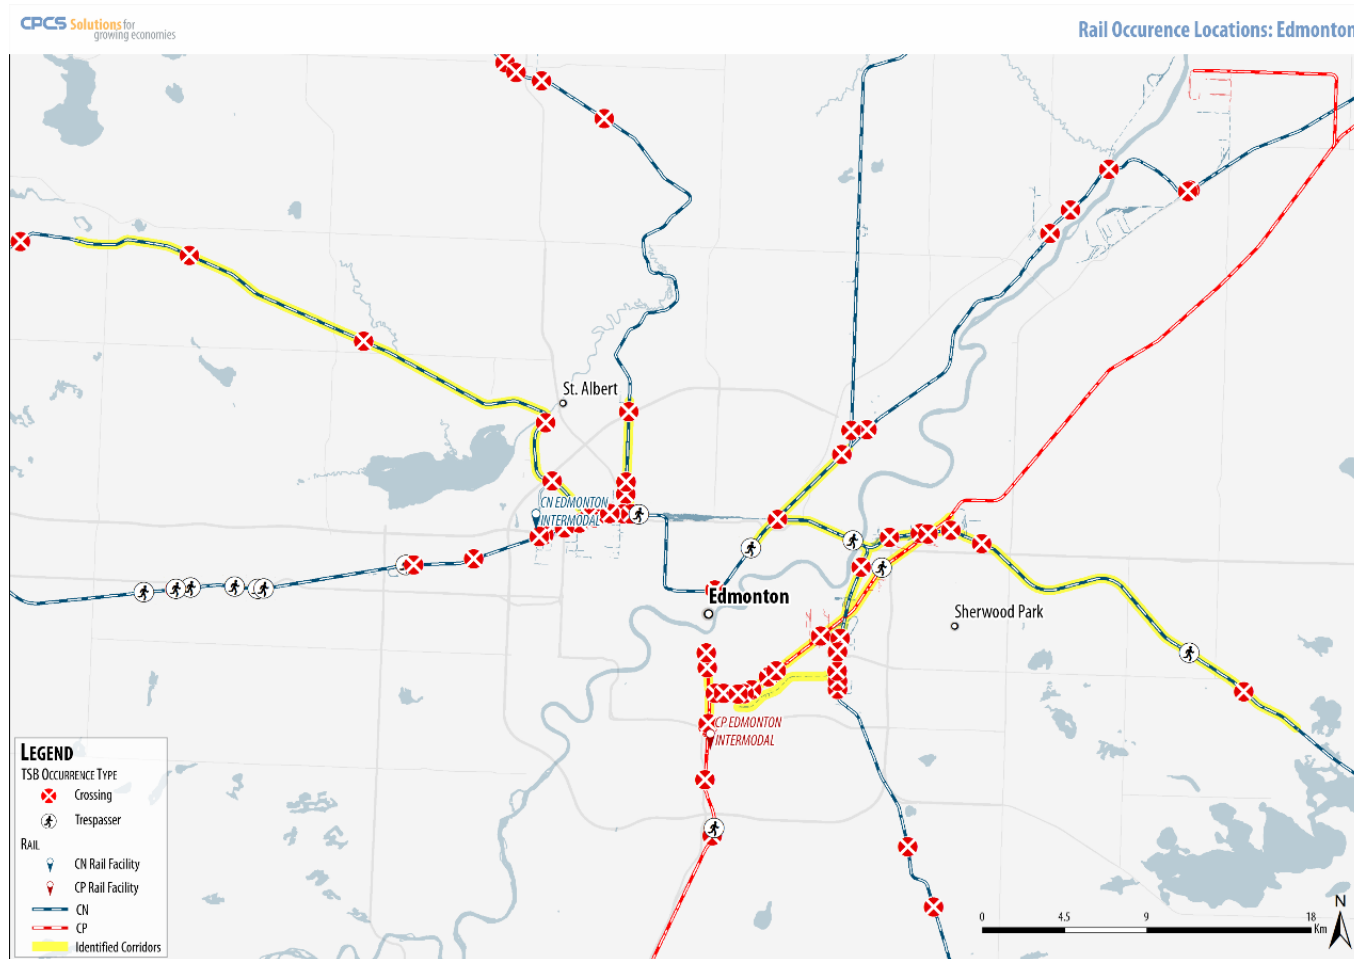 CPCS Solutions for
growing economies
Rail Occurence Locations: Edmonton
St. Albert
CN EDMONTON
INTERMODAL
Edmonton
Sherwood Park
CP EDMONTON
INTERMODAL
LEGEND
TSB OCCURRENCE TYPE
Crossing
Trespasser
RAIL
CN Rail Facility
CP Rail Facility
CN
CP
Identified Corridors
N
0 4.5 9 18
Km